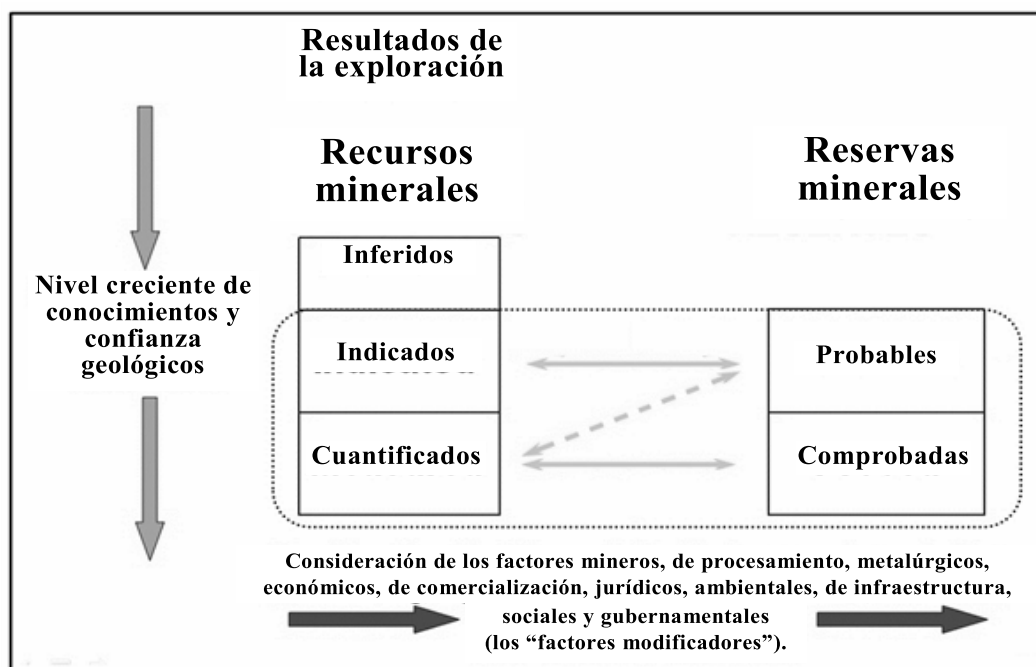 Resultados de
la exploración
Recursos
minerales
Reservas
minerales
Inferidos
Nivel creciente de
conocimientos y
confianza
geológicos
Indicados
Probables
Cuantificados
Comprobadas
Consideración de los factores mineros, de procesamiento, metalúrgicos,
económicos, de comercialización, jurídicos, ambientales, de infraestructura,
sociales y gubernamentales
(los “factores modificadores”).